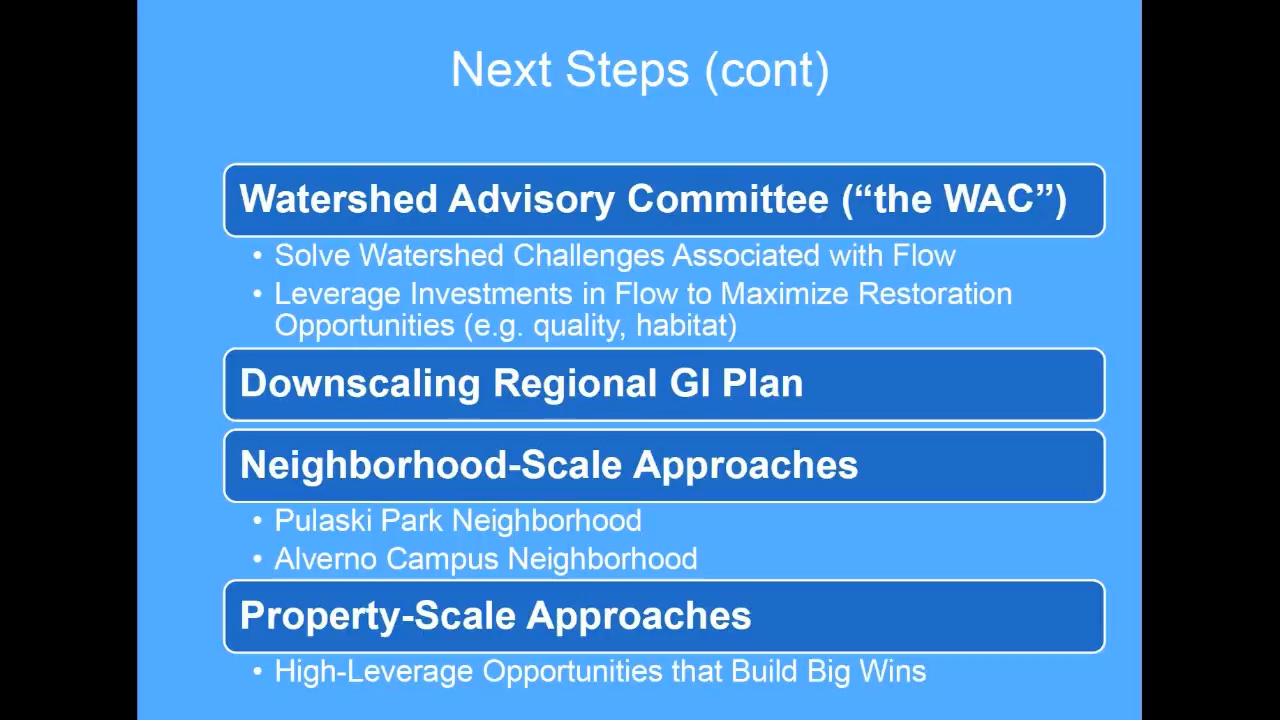 Next Steps (cont)
Watershed Advisory Committee (“the WAC”)
• Solve Watershed Challenges Associated with Flow
• Leverage Investments in Flow to Maximize Restoration
Opportunities (e.g. quality, habitat)
Downscaling Regional GI Plan
Neighborhood-Scale Approaches
• Pulaski Park Neighborhood
• Alverno Campus Neighborhood
Property-Scale Approaches
• High-Leverage Opportunities that Build Big Wins